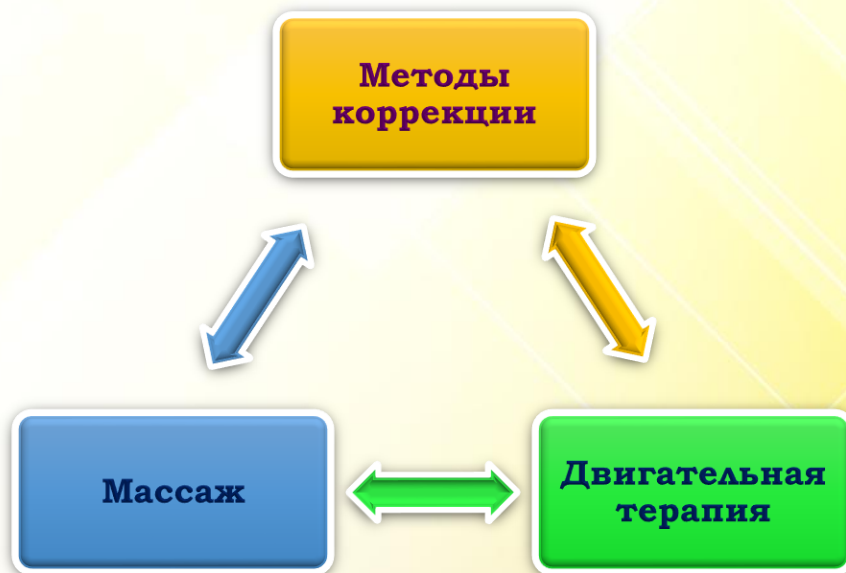 Методы
коррекции
Массаж
Двигательная
терапия